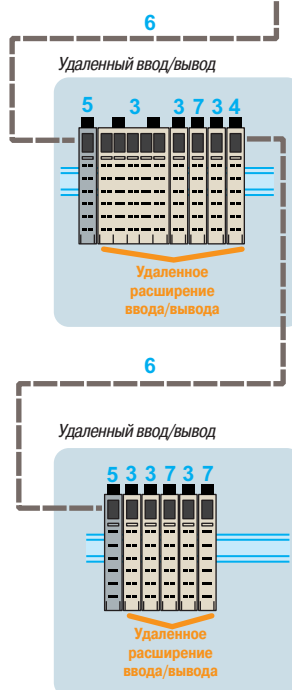 6
Удаленный ввод/вывод
5 3 3 7 3 4
Удаленное
расширение
ввода/вывода
6
Удаленный ввод/вывод
5 3 3 7 3 7
Удаленное
расширение
ввода/вывода